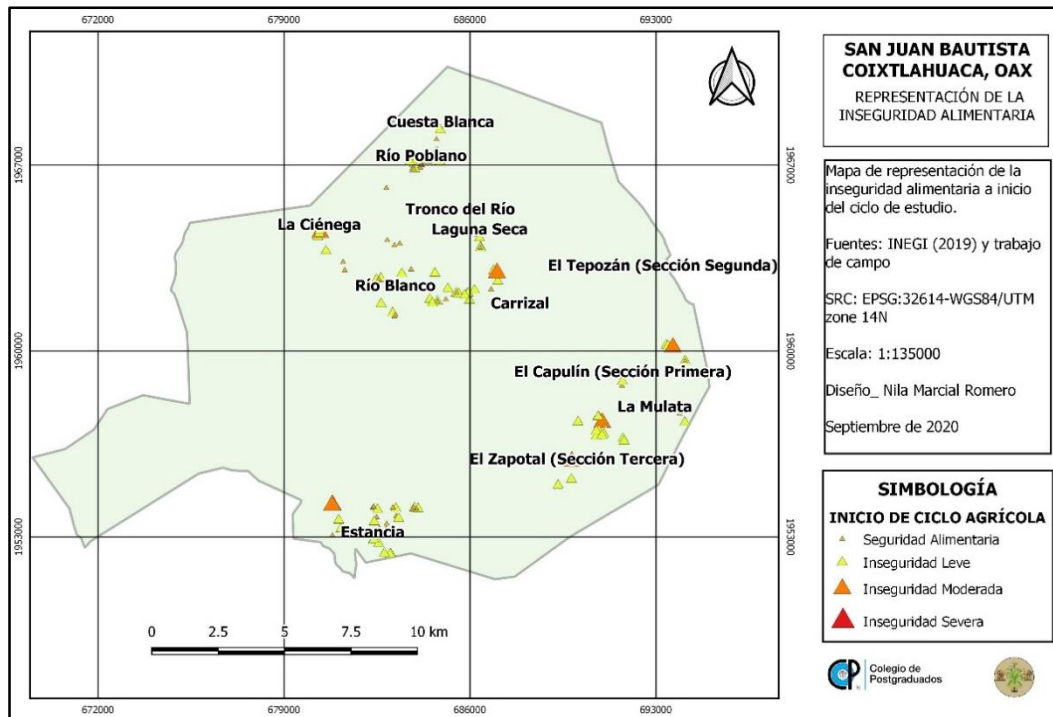 672000
679000
686000
693000
SAN JUAN BAUTISTA
COIXTLAHUACA, OAX
REPRESENTACIÓN DE LA
INSEGURIDAD ALIMENTARIA
Cuesta Blanca
Río Poblano
1967000
1967000
Mapa de representación de la
inseguridad alimentaria a inicio
del ciclo de estudio.
Tronco del Río
La Ciénega
Laguna Seca
Fuentes: INEGI (2019) y trabajo
de campo
El Tepozán (Sección Segunda)
Río Blanco
Carrizal
SRC: EPSG:32614-WGS84/UTM
zone 14N
1960000
1960000
Escala: 1:135000
El Capulín (Sección Primera)
Diseño_ Nila Marcial Romero
La Mulata
Septiembre de 2020
El Zapotal (Sección Tercera)
SIMBOLOGÍA
INICIO DE CICLO AGRÍCOLA
Estancia
1953000
1953000
Seguridad Alimentaria
Inseguridad Leve
Inseguridad Moderada
Inseguridad Severa
0 2.5 5 7.5 10 km
CP
Colegio de
Postgraduados
672000
679000
686000
693000